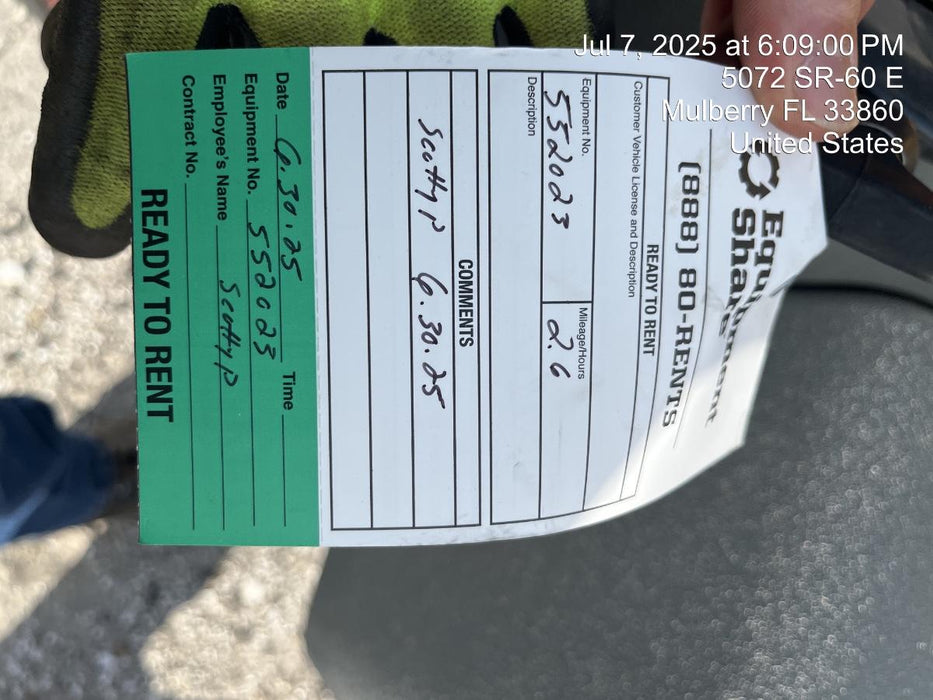 Jul 7, 2025 at 6:09:00 PM
5072 SR-60 E
Mulberry FL 33860
United States
Equipment
Share
(888) 80-RENTS
READY TO RENT
Customer Vehicle License and Description
Equipment No. Mileage/Hours
552023 2.6
Description
COMMENTS
Scotty P 6.30.25
Date 6.30.25 Time
Equipment No. 552023
Employee's Name Scotty P
Contract No.
READY TO RENT